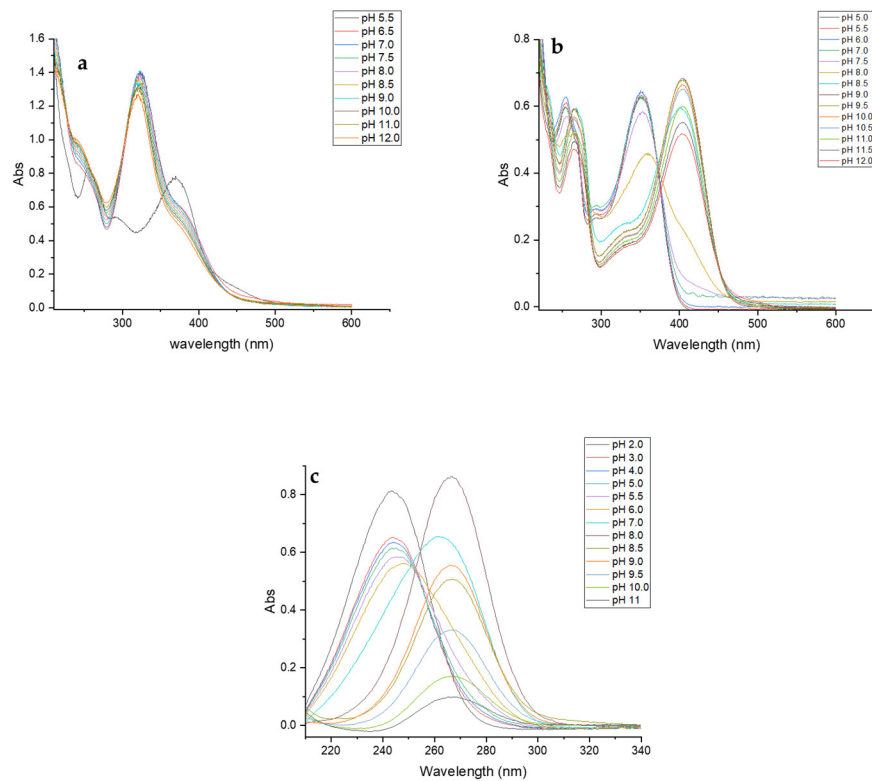 a
pH 5.5
pH 6.5
pH 7.0
pH 7.5
pH 8.0
pH 8.5
pH 9.0
pH 10.0
pH 11.0
pH 12.0
1.6
1.4
1.2
1.0
0.8
0.6
0.4
0.2
0.0
Abs
300
400
500
600
wavelength (nm)
b
pH 5.0
pH 5.5
pH 6.0
pH 7.0
pH 7.5
pH 8.0
pH 8.5
pH 9.0
pH 9.5
pH 10.0
pH 10.5
pH 11.0
pH 11.5
pH 12.0
0.8
0.6
0.4
0.2
0.0
Abs
300
400
500
600
Wavelength (nm)
c
pH 2.0
pH 3.0
pH 4.0
pH 5.0
pH 5.5
pH 6.0
pH 7.0
pH 8.0
pH 8.5
pH 9.0
pH 9.5
pH 10.0
pH 11
0.8
0.6
0.4
0.2
0.0
Abs
220
240
260
280
300
320
340
Wavelength (nm)